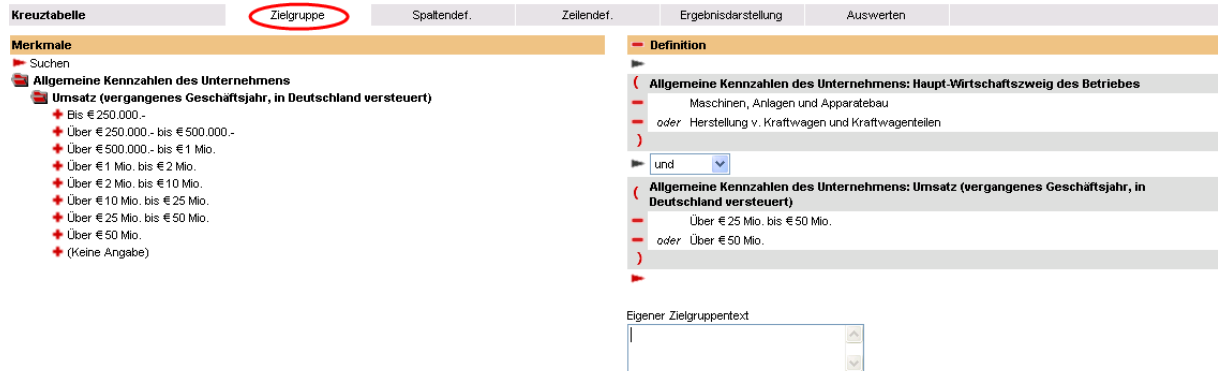 Kreuztabelle Zielgruppe Spaltendef. Zeilendef. Ergebnisdarstellung Auswerten
Merkmale
Suchen
Allgemeine Kennzahlen des Unternehmens
Umsatz (vergangenes Geschäftsjahr, in Deutschland versteuert)
Bis € 250.000.-
Über € 250.000.- bis € 500.000.-
Über € 500.000.- bis € 1 Mio.
Über € 1 Mio. bis € 2 Mio.
Über € 2 Mio. bis € 10 Mio.
Über € 10 Mio. bis € 25 Mio.
Über € 25 Mio. bis € 50 Mio.
Über € 50 Mio.
(Keine Angabe)
Definition
( Allgemeine Kennzahlen des Unternehmens: Haupt-Wirtschaftszweig des Betriebes
Maschinen, Anlagen und Apparatebau
oder Herstellung v. Kraftwagen und Kraftwagenteilen
)
und
( Allgemeine Kennzahlen des Unternehmens: Umsatz (vergangenes Geschäftsjahr, in
Deutschland versteuert)
Über € 25 Mio. bis € 50 Mio.
oder Über € 50 Mio.
)
Eigener Zielgruppentext